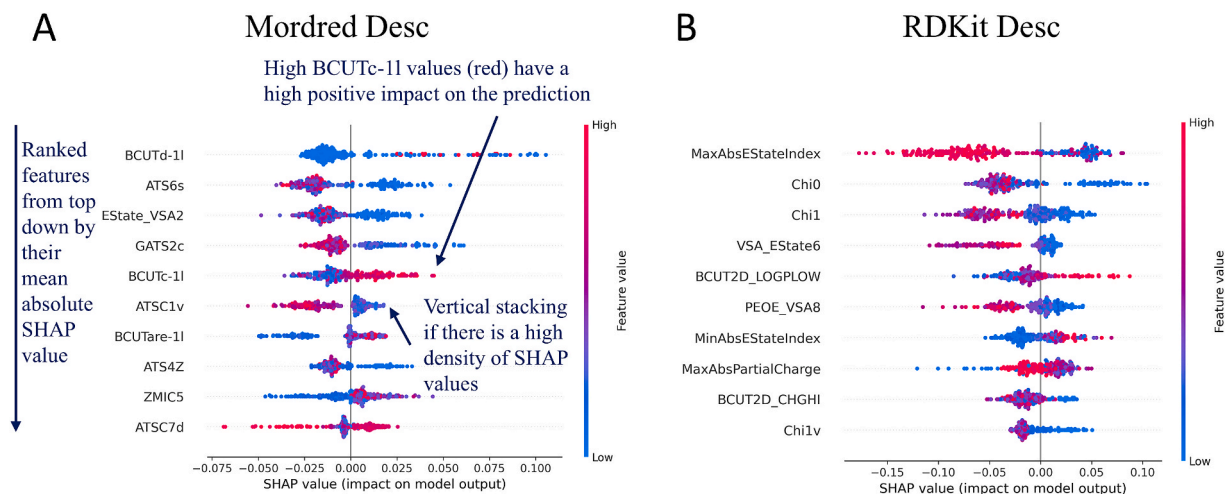 A
Mordred Desc
High BCUTc-1l values (red) have a
high positive impact on the prediction
Ranked
features
from top
down by
their
mean
absolute
SHAP
value
BCUTd-1l
ATS6s
EState_VSA2
GATS2c
BCUTc-1l
ATSC1v
BCUTare-1l
ATS4Z
ZMIC5
ATSC7d
Vertical stacking
if there is a high
density of SHAP
values
High
Feature value
Low
−0.075 −0.050 −0.025 0.000 0.025 0.050 0.075 0.100
SHAP value (impact on model output)
B
RDKit Desc
MaxAbsEStateIndex
Chi0
Chi1
VSA_EState6
BCUT2D_LOGPLOW
PEOE_VSA8
MinAbsEStateIndex
MaxAbsPartialCharge
BCUT2D_CHGHI
Chi1v
High
Feature value
Low
−0.15 −0.10 −0.05 0.00 0.05 0.10
SHAP value (impact on model output)